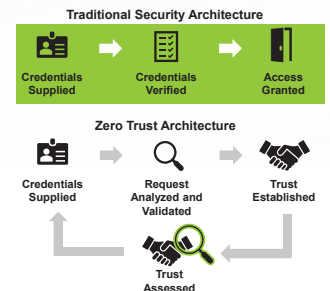 Traditional Security Architecture
Credentials Supplied
Credentials Verified
Access Granted
Zero Trust Architecture
Credentials Supplied
Request Analyzed and Validated
Trust Established
Trust Assessed